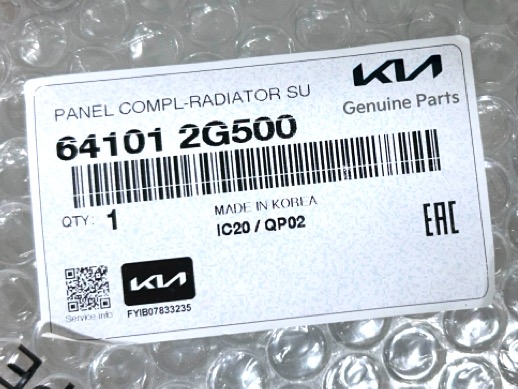 KIA
Genuine Parts
PANEL COMPL-RADIATOR SU
64101 2G500
QTY: 1
MADE IN KOREA
IC20 / QP02
EAC
KIA
Service info
FYIB07833235